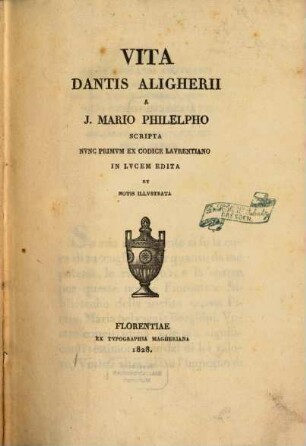 VITA
DANTIS ALIGHERII
A
J. MARIO PHILELPHO
SCRIPTA
NVNC PRIMVM EX CODICE LAVRENTIANO
IN LVCEM EDITA
ET
NOTIS ILLVSTRATA
DRESDEN.
FLORENTIAE
EX TYPOGRAPHIA MAGHERIANA
1828.